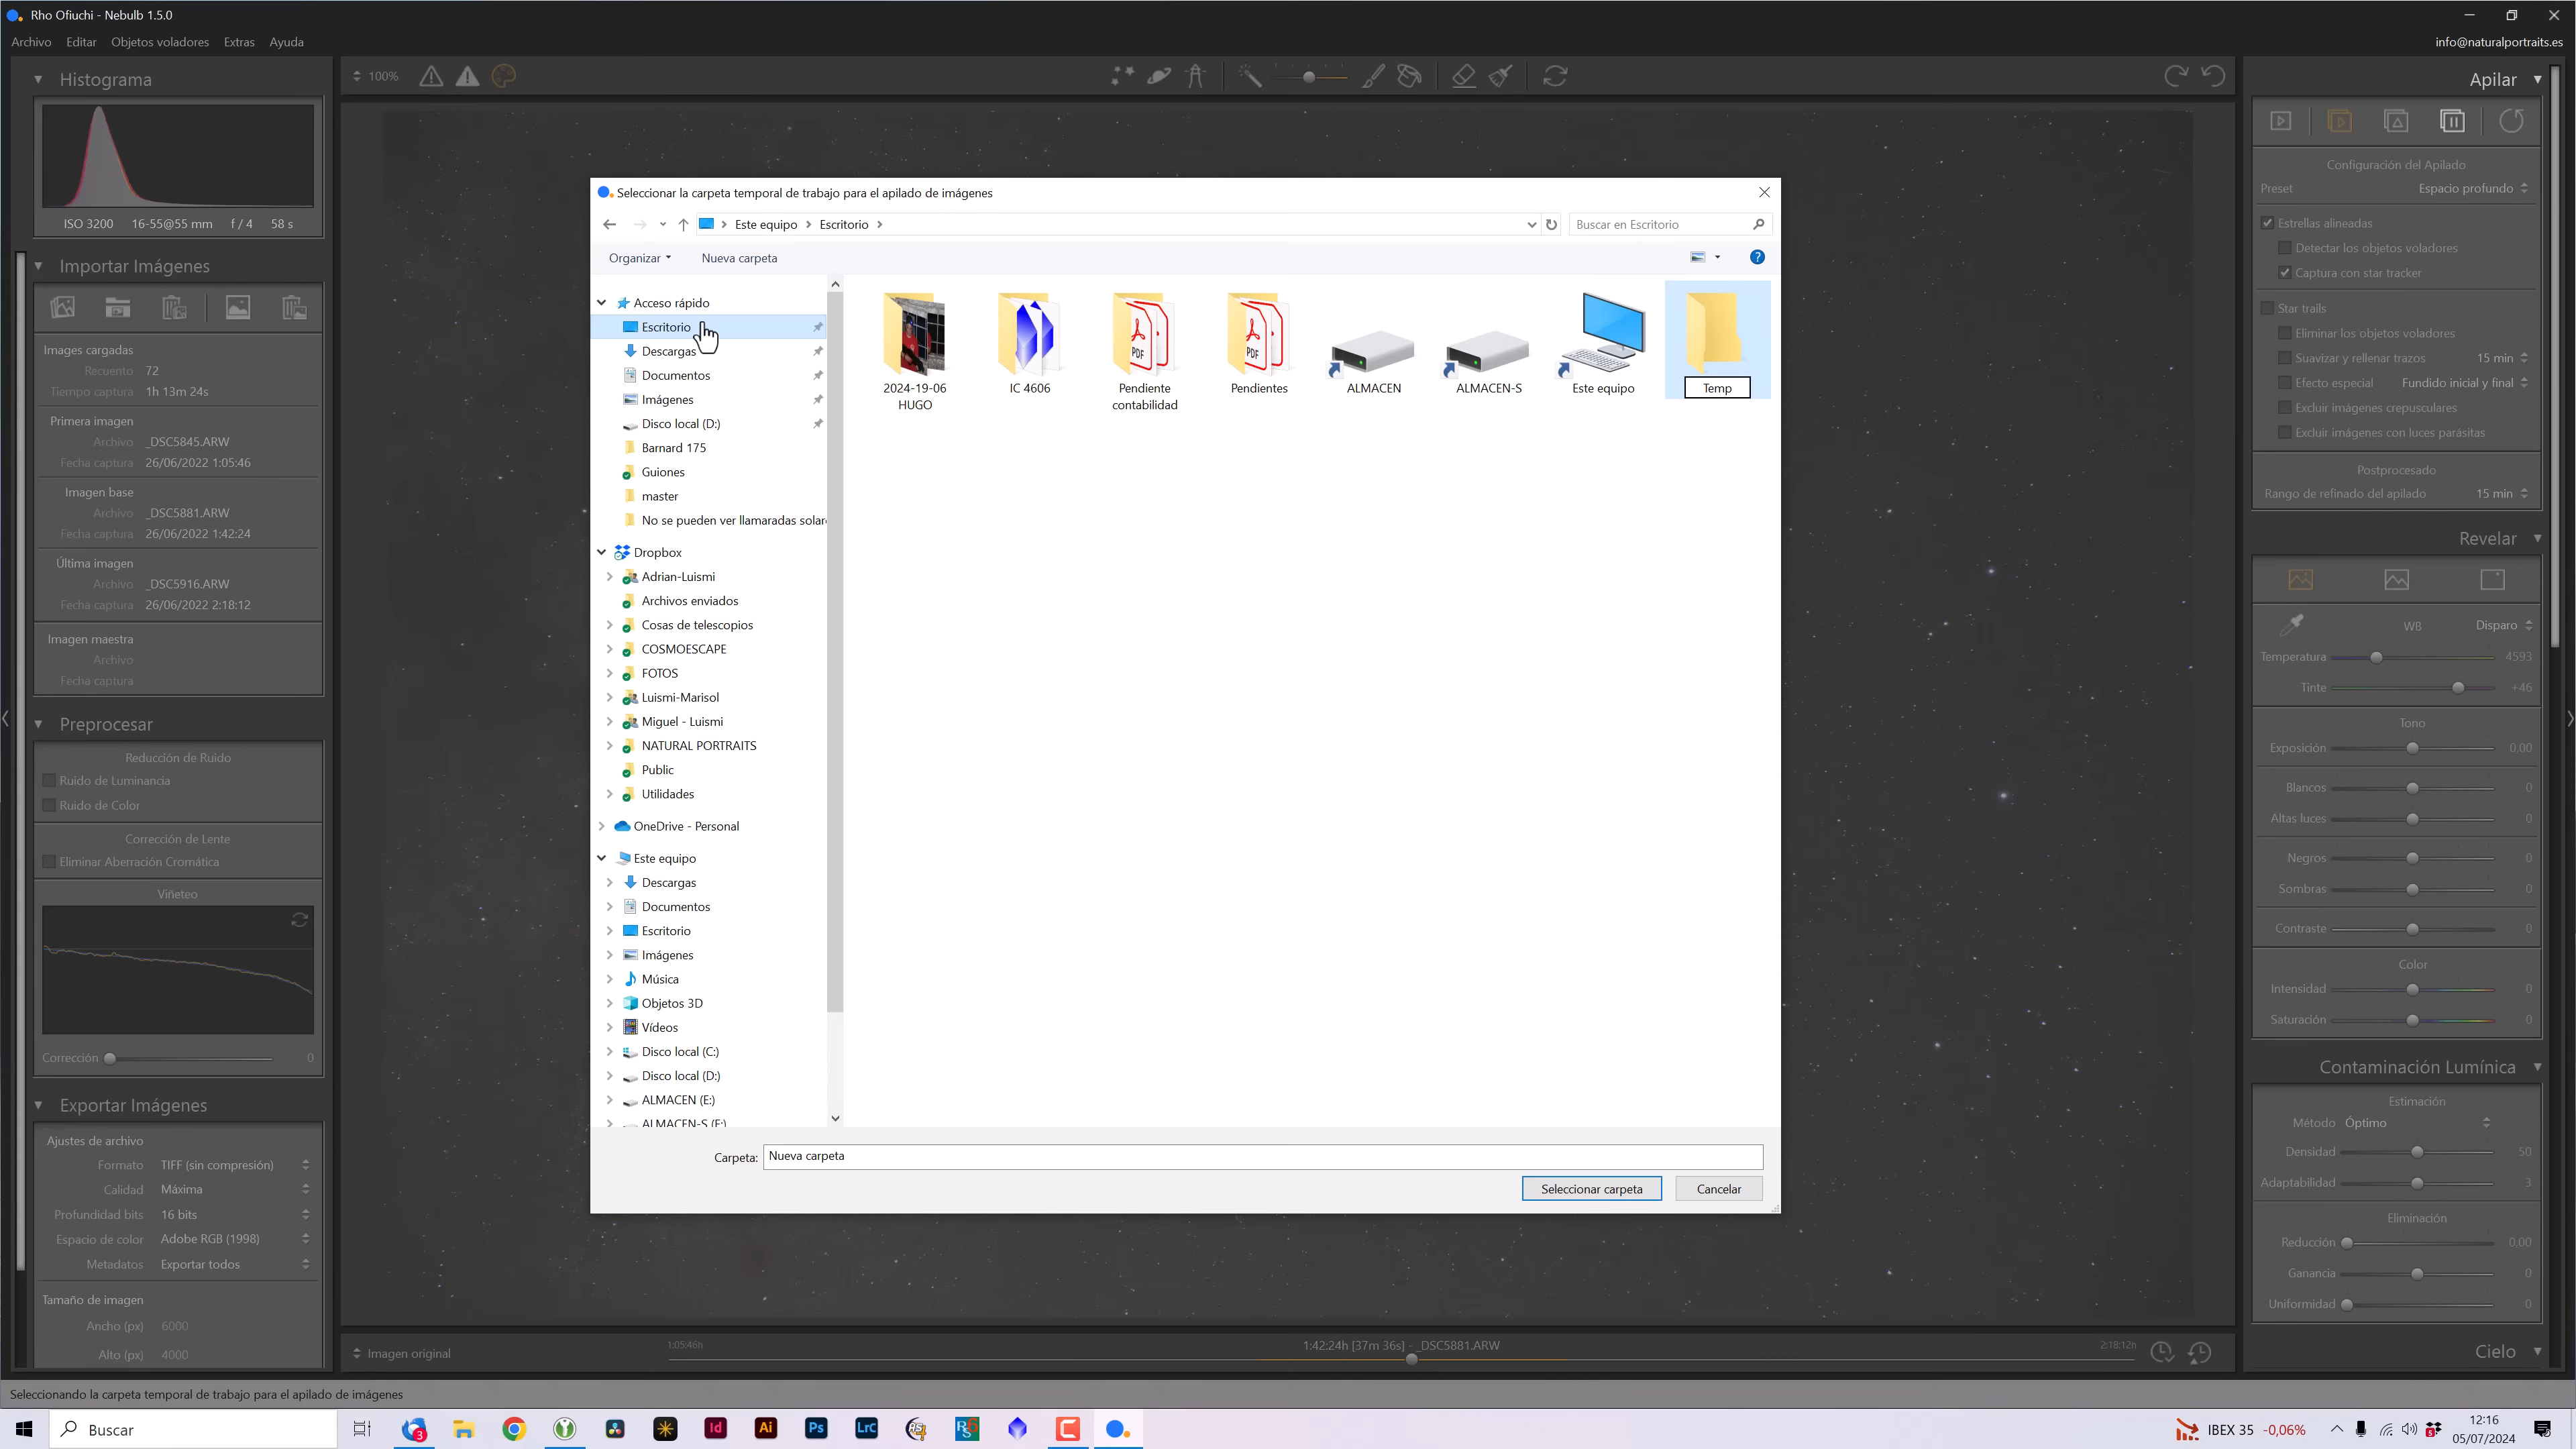 Rho Ofiuchi - Nebulb 1.5.0
Archivo Editar Objetos voladores Extras Ayuda
info@naturalportraits.es
Histograma
ISO 3200 16-55@55 mm f / 4 58 s
Importar Imágenes
Images cargadas
Recuento 72
Tiempo captura 1h 13m 24s
Primera imagen
Archivo _DSC5845.ARW
Fecha captura 26/06/2022 1:05:46
Imagen base
Archivo _DSC5881.ARW
Fecha captura 26/06/2022 1:42:24
Última imagen
Archivo _DSC5916.ARW
Fecha captura 26/06/2022 2:18:12
Imagen maestra
Archivo
Fecha captura
Preprocesar
Reducción de Ruido
Ruido de Luminancia
Ruido de Color
Corrección de Lente
Eliminar Aberración Cromática
Viñeteo
Corrección 0
Exportar Imágenes
Ajustes de archivo
Formato TIFF (sin compresión)
Calidad Máxima
Profundidad bits 16 bits
Espacio de color Adobe RGB (1998)
Metadatos Exportar todos
Tamaño de imagen
Ancho (px) 6000
Alto (px) 4000
100%
Seleccionar la carpeta temporal de trabajo para el apilado de imágenes
Este equipo > Escritorio >
Buscar en Escritorio
Organizar Nueva carpeta
Acceso rápido
Escritorio
Descargas
Documentos
Imágenes
Disco local (D:)
Barnard 175
Guiones
master
No se pueden ver llamaradas solar
Dropbox
Adrian-Luismi
Archivos enviados
Cosas de telescopios
COSMOESCAPE
FOTOS
Luismi-Marisol
Miguel - Luismi
NATURAL PORTRAITS
Public
Utilidades
OneDrive - Personal
Este equipo
Descargas
Documentos
Escritorio
Imágenes
Música
Objetos 3D
Vídeos
Disco local (C:)
Disco local (D:)
ALMACEN (E:)
ALMACEN-S (F:)
2024-19-06
HUGO
IC 4606
PDF
Pendiente
contabilidad
PDF
Pendientes
ALMACEN
ALMACEN-S
Este equipo
Temp
Carpeta: Nueva carpeta
Seleccionar carpeta Cancelar
Imagen original
1:05:46h
1:42:24h [37m 36s] - _DSC5881.ARW
2:18:12h
Apilar
Configuración del Apilado
Preset Espacio profundo
Estrellas alineadas
Detectar los objetos voladores
Captura con star tracker
Star trails
Eliminar los objetos voladores
Suavizar y rellenar trazos 15 min
Efecto especial Fundido inicial y final
Excluir imágenes crepusculares
Excluir imágenes con luces parásitas
Postprocesado
Rango de refinado del apilado 15 min
Revelar
WB Disparo
Temperatura 4593
Tinte +46
Tono
Exposición 0,00
Blancos 0
Altas luces 0
Negros 0
Sombras 0
Contraste 0
Color
Intensidad 0
Saturación 0
Contaminación Lumínica
Estimación
Método Óptimo
Densidad 50
Adaptabilidad 3
Eliminación
Reducción 0,00
Ganancia 0
Uniformidad 0
Cielo
Seleccionando la carpeta temporal de trabajo para el apilado de imágenes
Buscar
3
Id
Ai
Ps
LrC
IBEX 35 -0,06%
12:16
05/07/2024